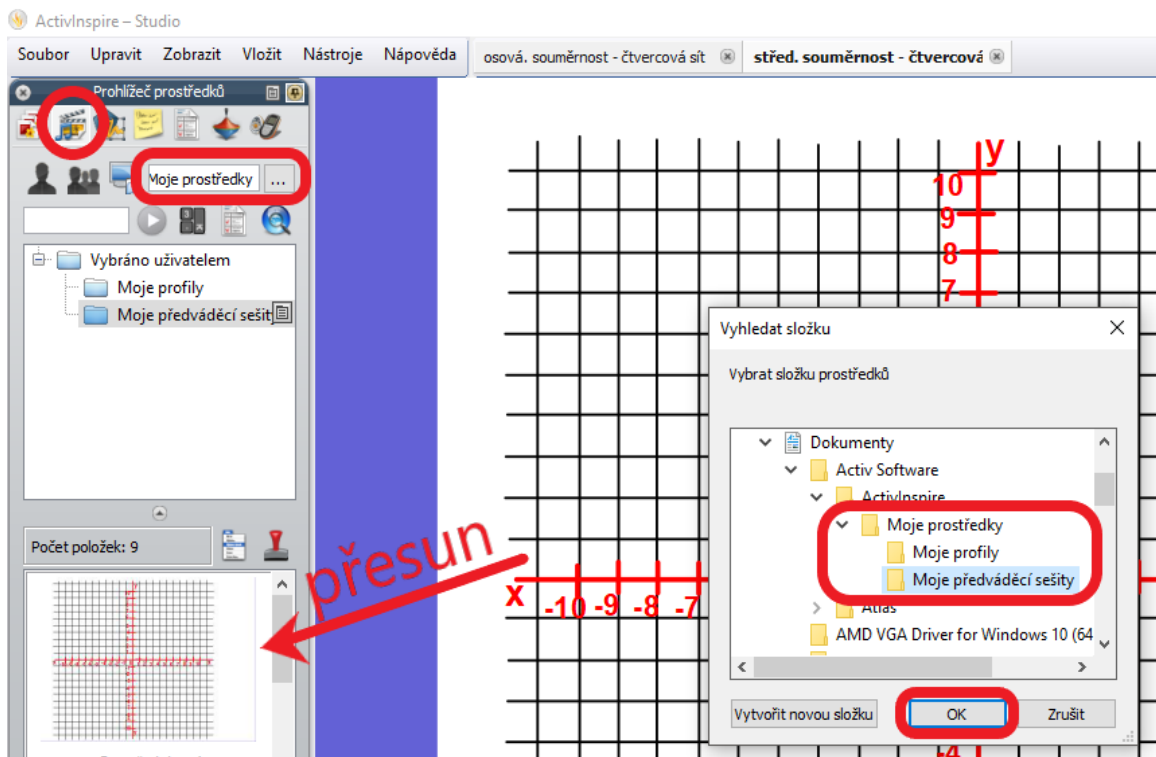 ActivInspire – Studio
Soubor Upravit Zobrazit Vložit Nástroje Nápověda
osová. souměrnost - čtvercová sít
střed. souměrnost - čtvercová
Prohlížeč prostředků
Moje prostředky ...
Vybráno uživatelem
Moje profily
Moje předváděcí sešity
Počet položek: 9
přesun
y
10
9
8
7
x -10 -9 -8 -7
-4
Vyhledat složku
Vybrat složku prostředků
Dokumenty
Activ Software
ActivInspire
Moje prostředky
Moje profily
Moje předváděcí sešity
Atlas
AMD VGA Driver for Windows 10 (64
Vytvořit novou složku OK Zrušit